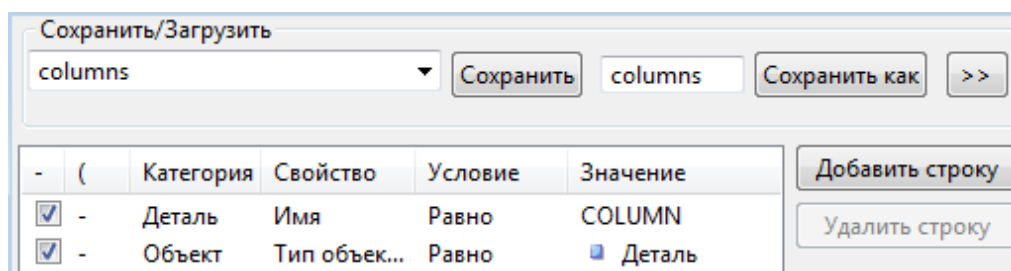 Сохранить/Загрузить
columns Сохранить columns Сохранить как >>
- ( Категория Свойство Условие Значение Добавить строку
- Деталь Имя Равно COLUMN Удалить строку
- Объект Тип объек... Равно Деталь